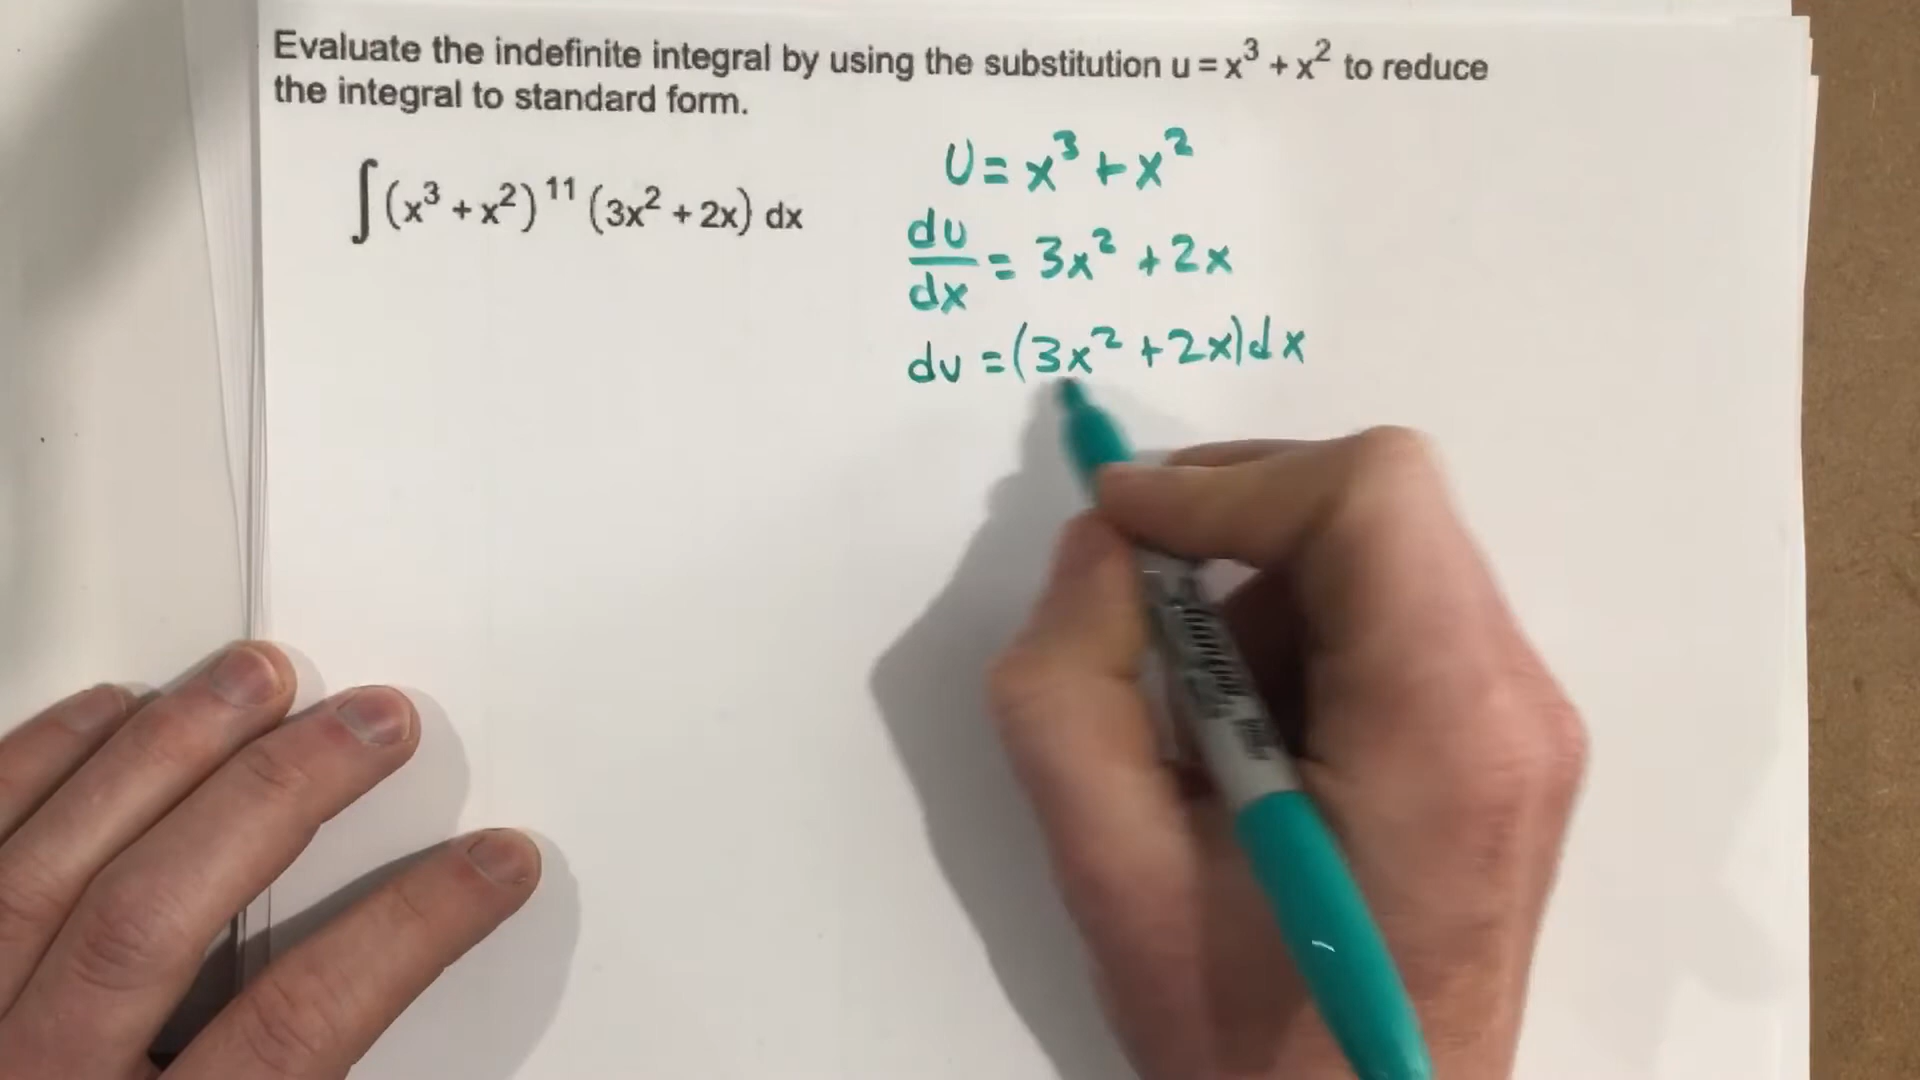 Evaluate the indefinite integral by using the substitution u = x³ + x² to reduce
the integral to standard form.
∫(x³ + x²)¹¹ (3x² + 2x) dx
U = x³ + x²
du/dx = 3x² + 2x
du = (3x² + 2x)dx